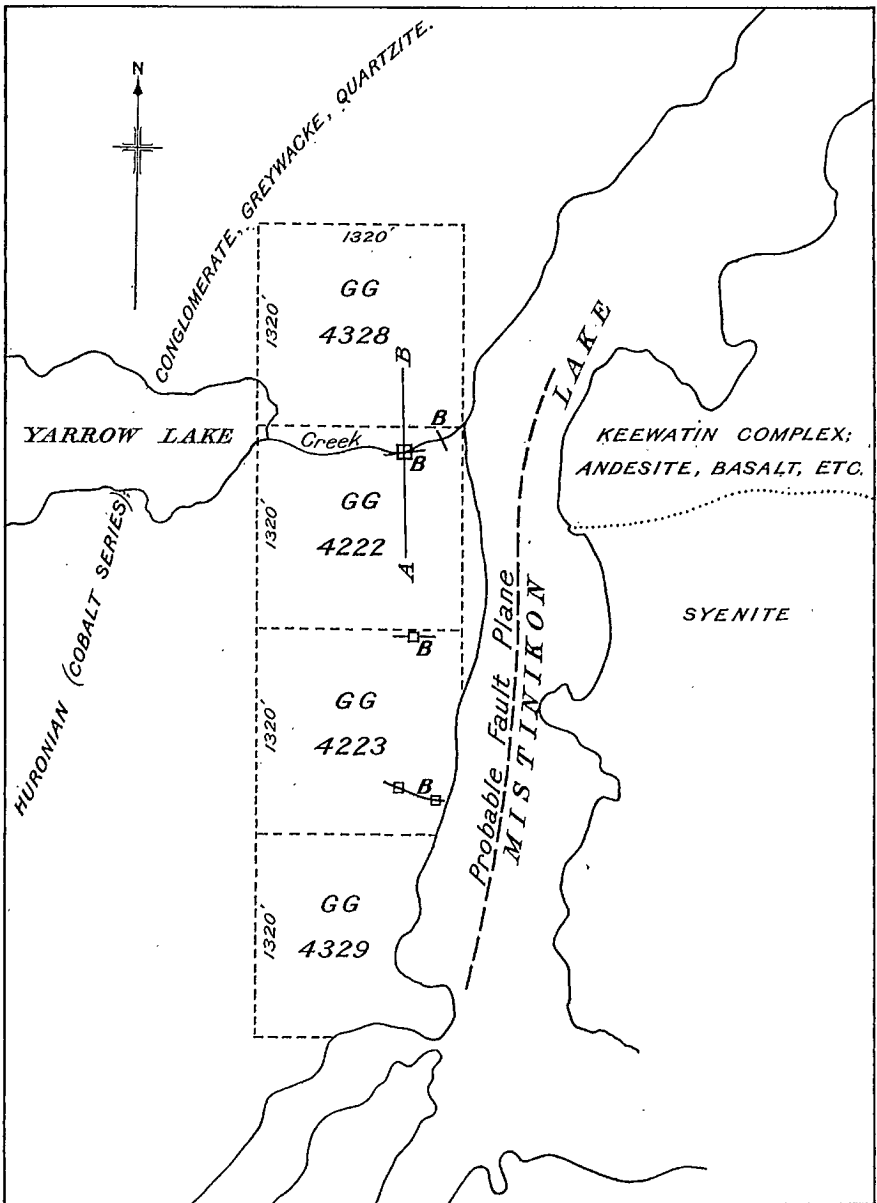 N
CONGLOMERATE, GREYWACKE, QUARTZITE.
1320'
1320'
GG
4328
B
LAKE
YARROW LAKE
Creek
B
B
KEEWATIN COMPLEX;
ANDESITE, BASALT, ETC.
1320'
GG
4222
A
HURONIAN (COBALT SERIES)
Probable Fault Plane
MISTINIKON
SYENITE
B
1320'
GG
4223
B
1320'
GG
4329